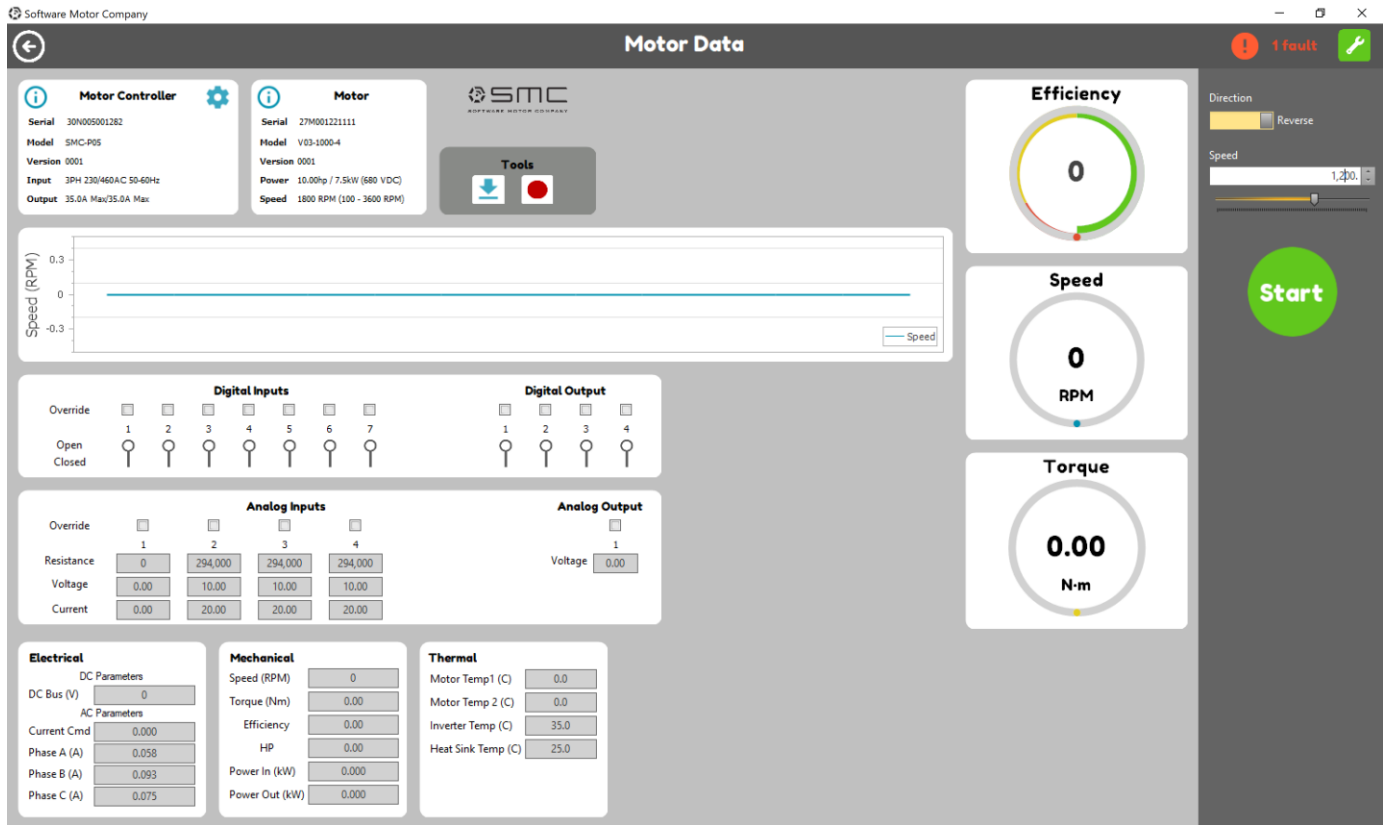 Software Motor Company
Motor Data
1 fault
Motor Controller
Serial 30N005001282
Model SMC-P05
Version 0001
Input 3PH 230/460AC 50-60Hz
Output 35.0A Max/35.0A Max
Motor
Serial 27M001221111
Model V03-1000-4
Version 0001
Power 10.00hp / 7.5kW (680 VDC)
Speed 1800 RPM (100 - 3600 RPM)
SMC
SOFTWARE MOTOR COMPANY
Tools
Efficiency
0
Direction
Reverse
Speed
1,200.
Start
Speed (RPM)
0.3
0
-0.3
Speed
Speed
0
RPM
Digital Inputs
Override
1 2 3 4 5 6 7
Open
Closed
Digital Output
1 2 3 4
Torque
0.00
N·m
Analog Inputs
Override
1 2 3 4
Resistance 0 294,000 294,000 294,000
Voltage 0.00 10.00 10.00 10.00
Current 0.00 20.00 20.00 20.00
Analog Output
1
Voltage 0.00
Electrical
DC Parameters
DC Bus (V) 0
AC Parameters
Current Cmd 0.000
Phase A (A) 0.058
Phase B (A) 0.093
Phase C (A) 0.075
Mechanical
Speed (RPM) 0
Torque (Nm) 0.00
Efficiency 0.00
HP 0.00
Power In (kW) 0.000
Power Out (kW) 0.000
Thermal
Motor Temp1 (C) 0.0
Motor Temp 2 (C) 0.0
Inverter Temp (C) 35.0
Heat Sink Temp (C) 25.0